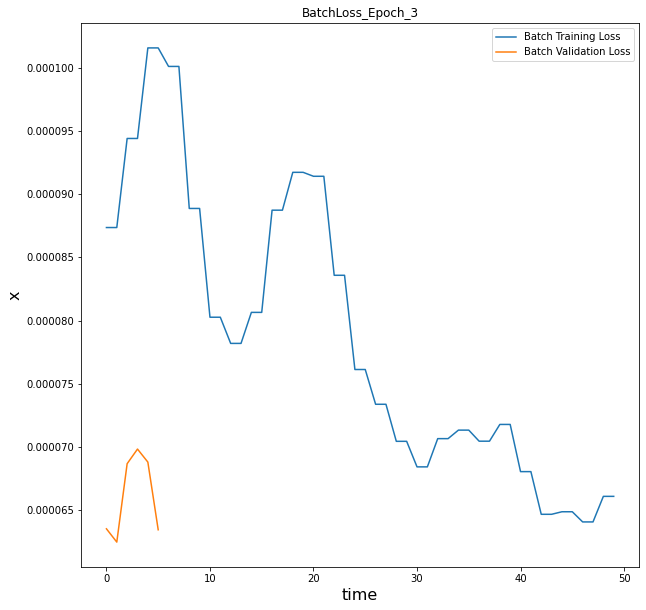 BatchLoss_Epoch_3
Batch Training Loss
Batch Validation Loss
0.000100
0.000095
0.000090
0.000085
0.000080
0.000075
0.000070
0.000065
x
0 10 20 30 40 50
time